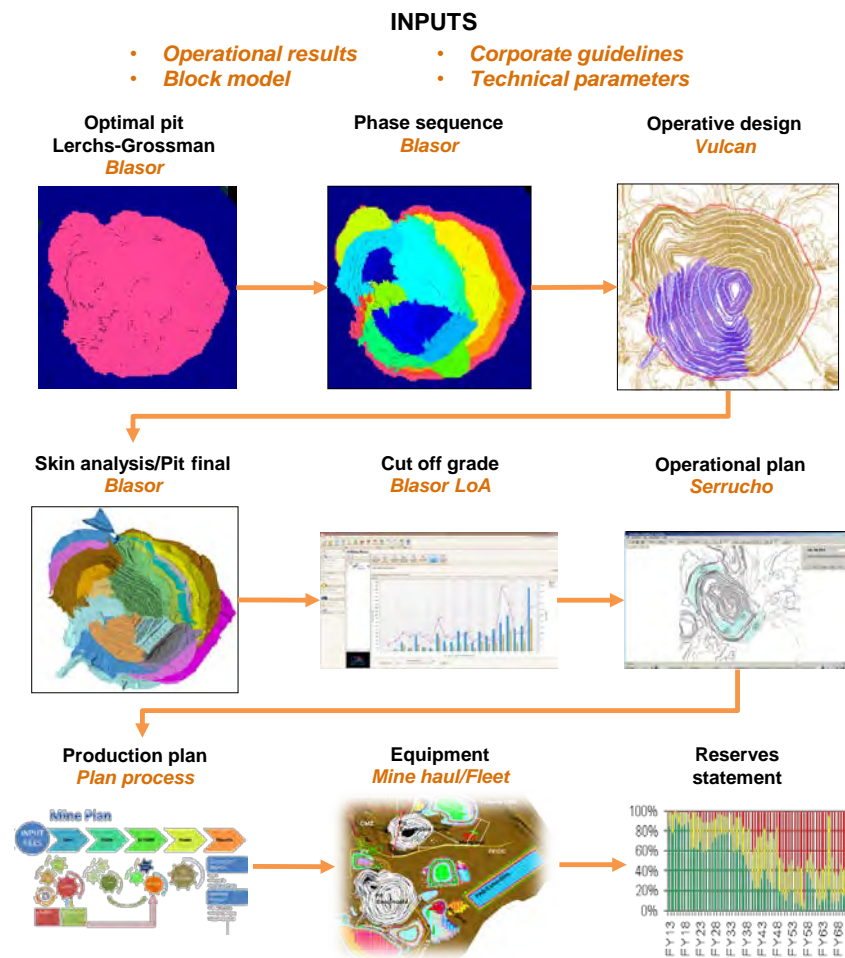 INPUTS
• Operational results
• Corporate guidelines
• Block model
• Technical parameters
Optimal pit
Lerchs-Grossman
Blasor
Phase sequence
Blasor
Operative design
Vulcan
Skin analysis/Pit final
Blasor
Cut off grade
Blasor LoA
Operational plan
Serrucho
Production plan
Plan process
Equipment
Mine haul/Fleet
Reserves
statement
Mine Plan
INPUT
FILES
100%
80%
60%
40%
20%
0%
FY13
FY18
FY23
FY28
FY33
FY38
FY43
FY48
FY53
FY58
FY63
FY68